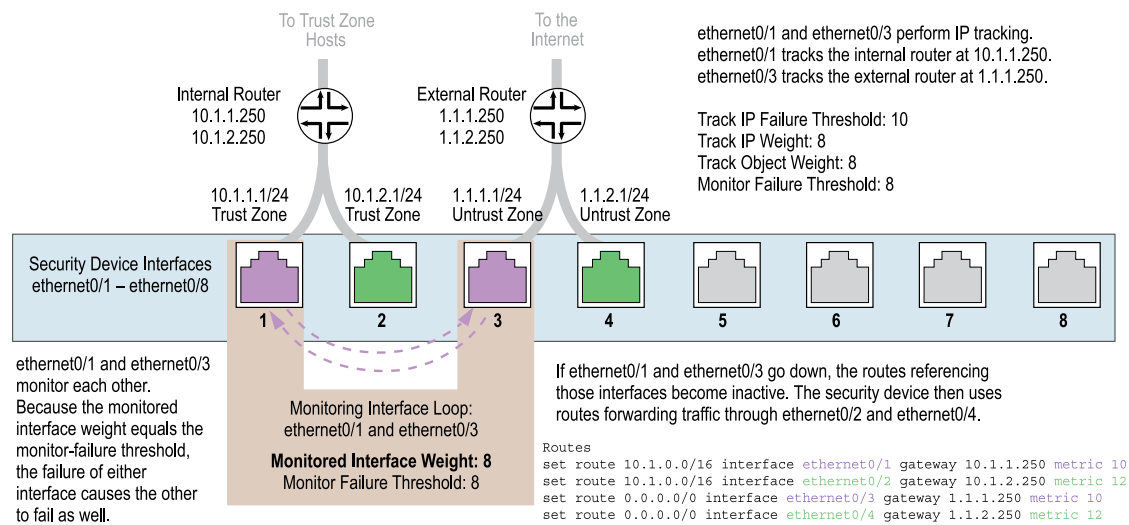 To Trust Zone
Hosts
To the
Internet
ethernet0/1 and ethernet0/3 perform IP tracking.
ethernet0/1 tracks the internal router at 10.1.1.250.
ethernet0/3 tracks the external router at 1.1.1.250.
Track IP Failure Threshold: 10
Track IP Weight: 8
Track Object Weight: 8
Monitor Failure Threshold: 8
Internal Router
10.1.1.250
10.1.2.250
External Router
1.1.1.250
1.1.2.250
10.1.1.1/24
Trust Zone
10.1.2.1/24
Trust Zone
1.1.1.1/24
Untrust Zone
1.1.2.1/24
Untrust Zone
Security Device Interfaces
ethernet0/1 – ethernet0/8
1
2
3
4
5
6
7
8
ethernet0/1 and ethernet0/3
monitor each other.
Because the monitored
interface weight equals the
monitor-failure threshold,
the failure of either
interface causes the other
to fail as well.
Monitoring Interface Loop:
ethernet0/1 and ethernet0/3
Monitored Interface Weight: 8
Monitor Failure Threshold: 8
If ethernet0/1 and ethernet0/3 go down, the routes referencing
those interfaces become inactive. The security device then uses
routes forwarding traffic through ethernet0/2 and ethernet0/4.
Routes
set route 10.1.0.0/16 interface ethernet0/1 gateway 10.1.1.250 metric 10
set route 10.1.0.0/16 interface ethernet0/2 gateway 10.1.2.250 metric 12
set route 0.0.0.0/0 interface ethernet0/3 gateway 1.1.1.250 metric 10
set route 0.0.0.0/0 interface ethernet0/4 gateway 1.1.2.250 metric 12